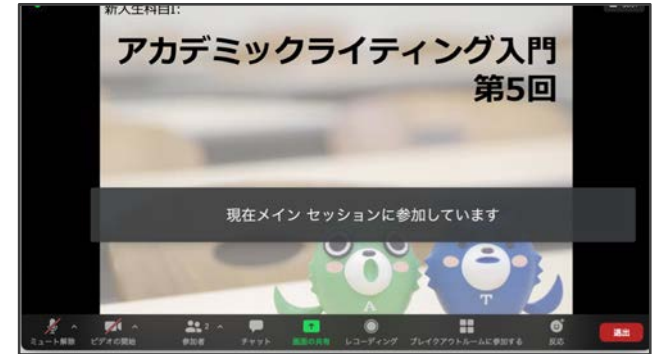 新入生科目I:
アカデミックライティング入門
第5回
現在メイン セッションに参加しています
A
T
ミュート解除
ビデオの開始
参加者
2
チャット
画面の共有
レコーディング
ブレイクアウトルームに参加する
反応
退出